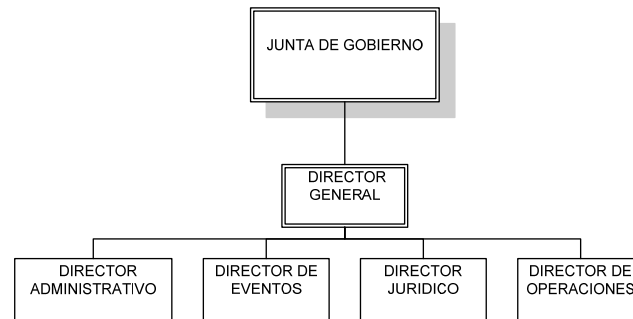 JUNTA DE GOBIERNO
DIRECTOR
GENERAL
DIRECTOR
ADMINISTRATIVO
DIRECTOR DE
EVENTOS
DIRECTOR
JURIDICO
DIRECTOR DE
OPERACIONES